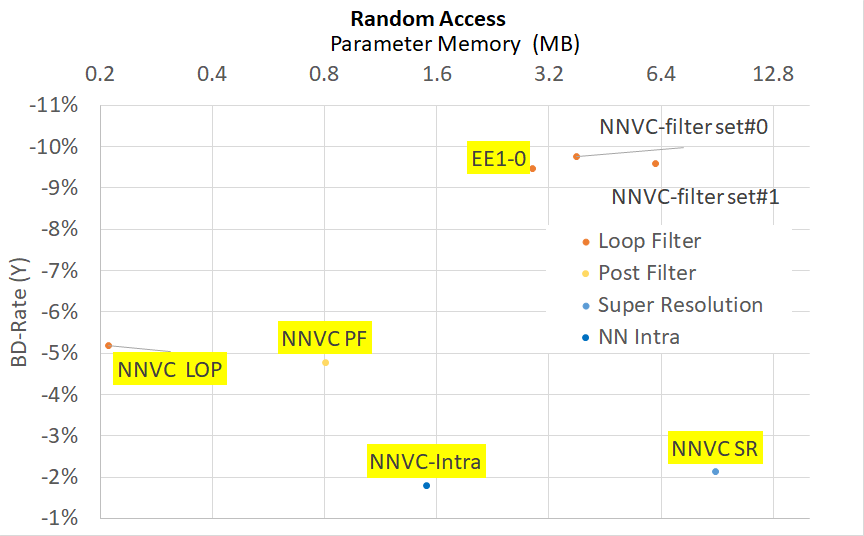 Random Access
Parameter Memory (MB)
0.2 0.4 0.8 1.6 3.2 6.4 12.8
-11%
NNVC-filter set#0
-10%
EE1-0
-9%
NNVC-filter set#1
-8%
Loop Filter
-7%
Post Filter
BD-Rate (Y)
-6%
Super Resolution
NNVC PF
NN Intra
-5%
NNVC LOP
-4%
-3%
NNVC SR
NNVC-Intra
-2%
-1%